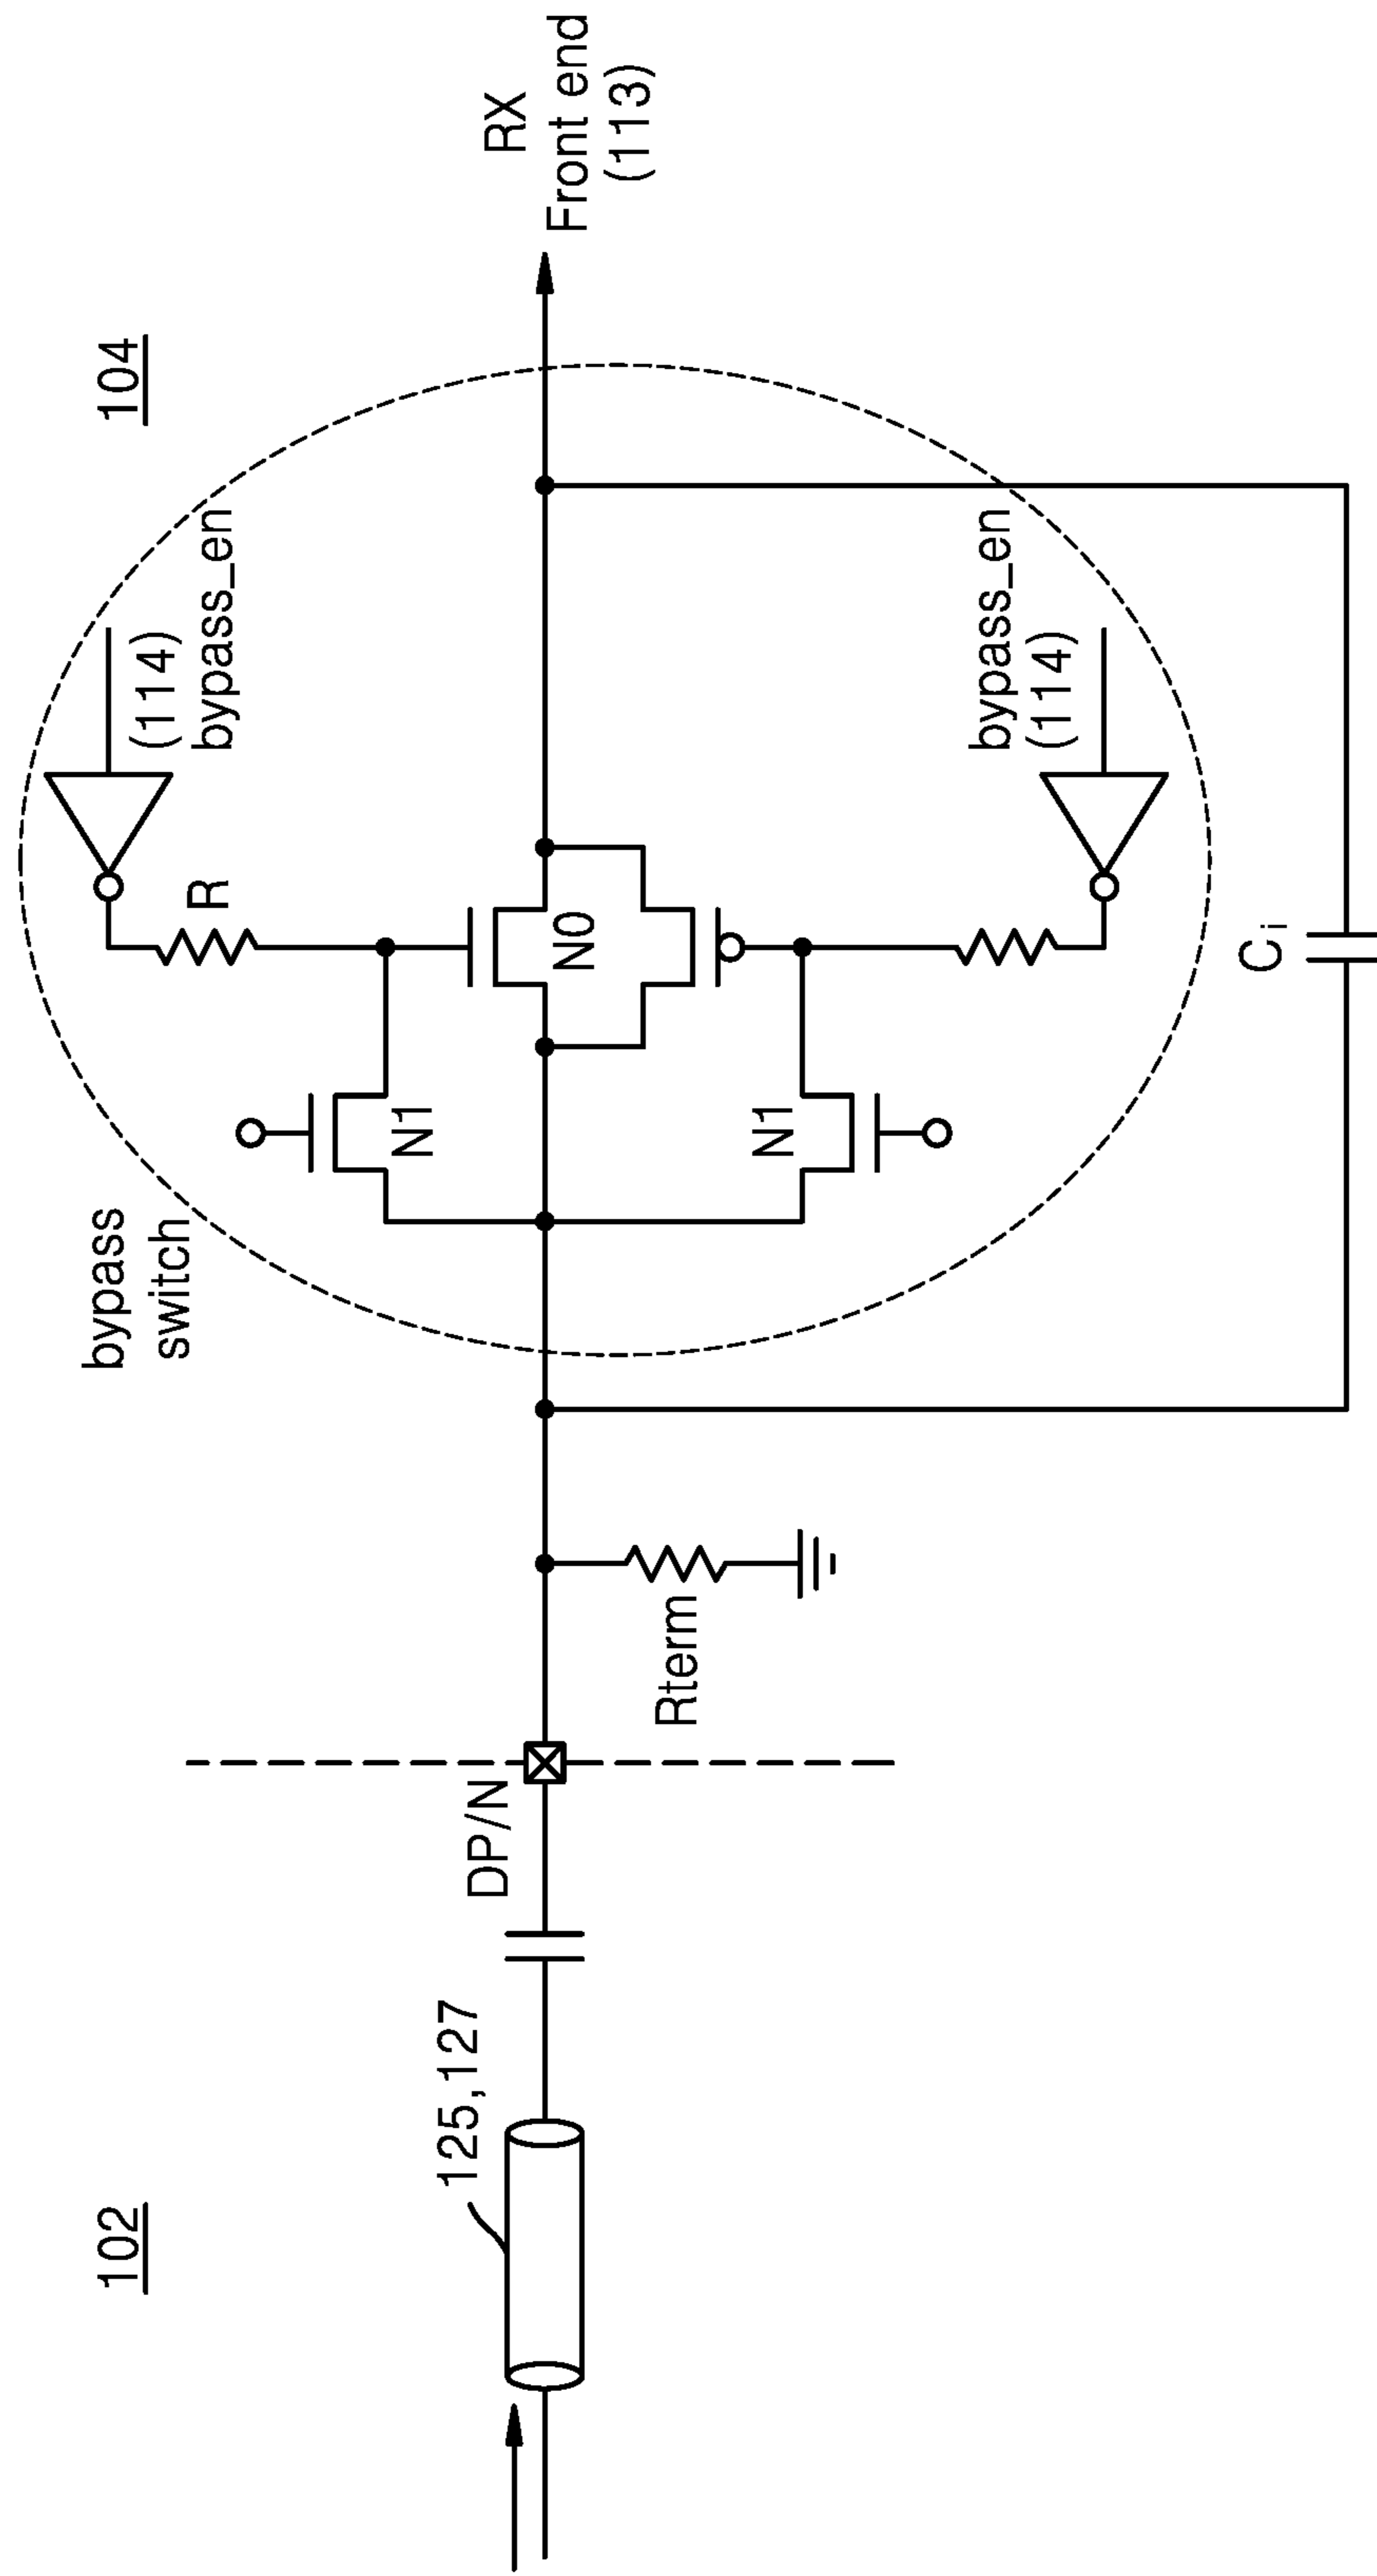 102
104
125,127
DP/N
Rterm
bypass
switch
N1
R
(114)
bypass_en
N0
N1
bypass_en
(114)
RX
Front end
(113)
Ci